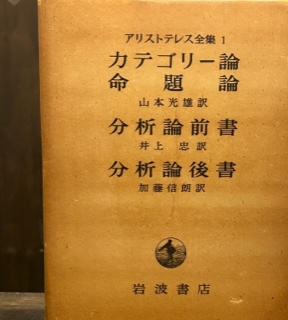 アリストテレス全集 1
カテゴリー論
命題論
山本光雄訳
分析論前書
井上忠訳
分析論後書
加藤信朗訳
岩波書店